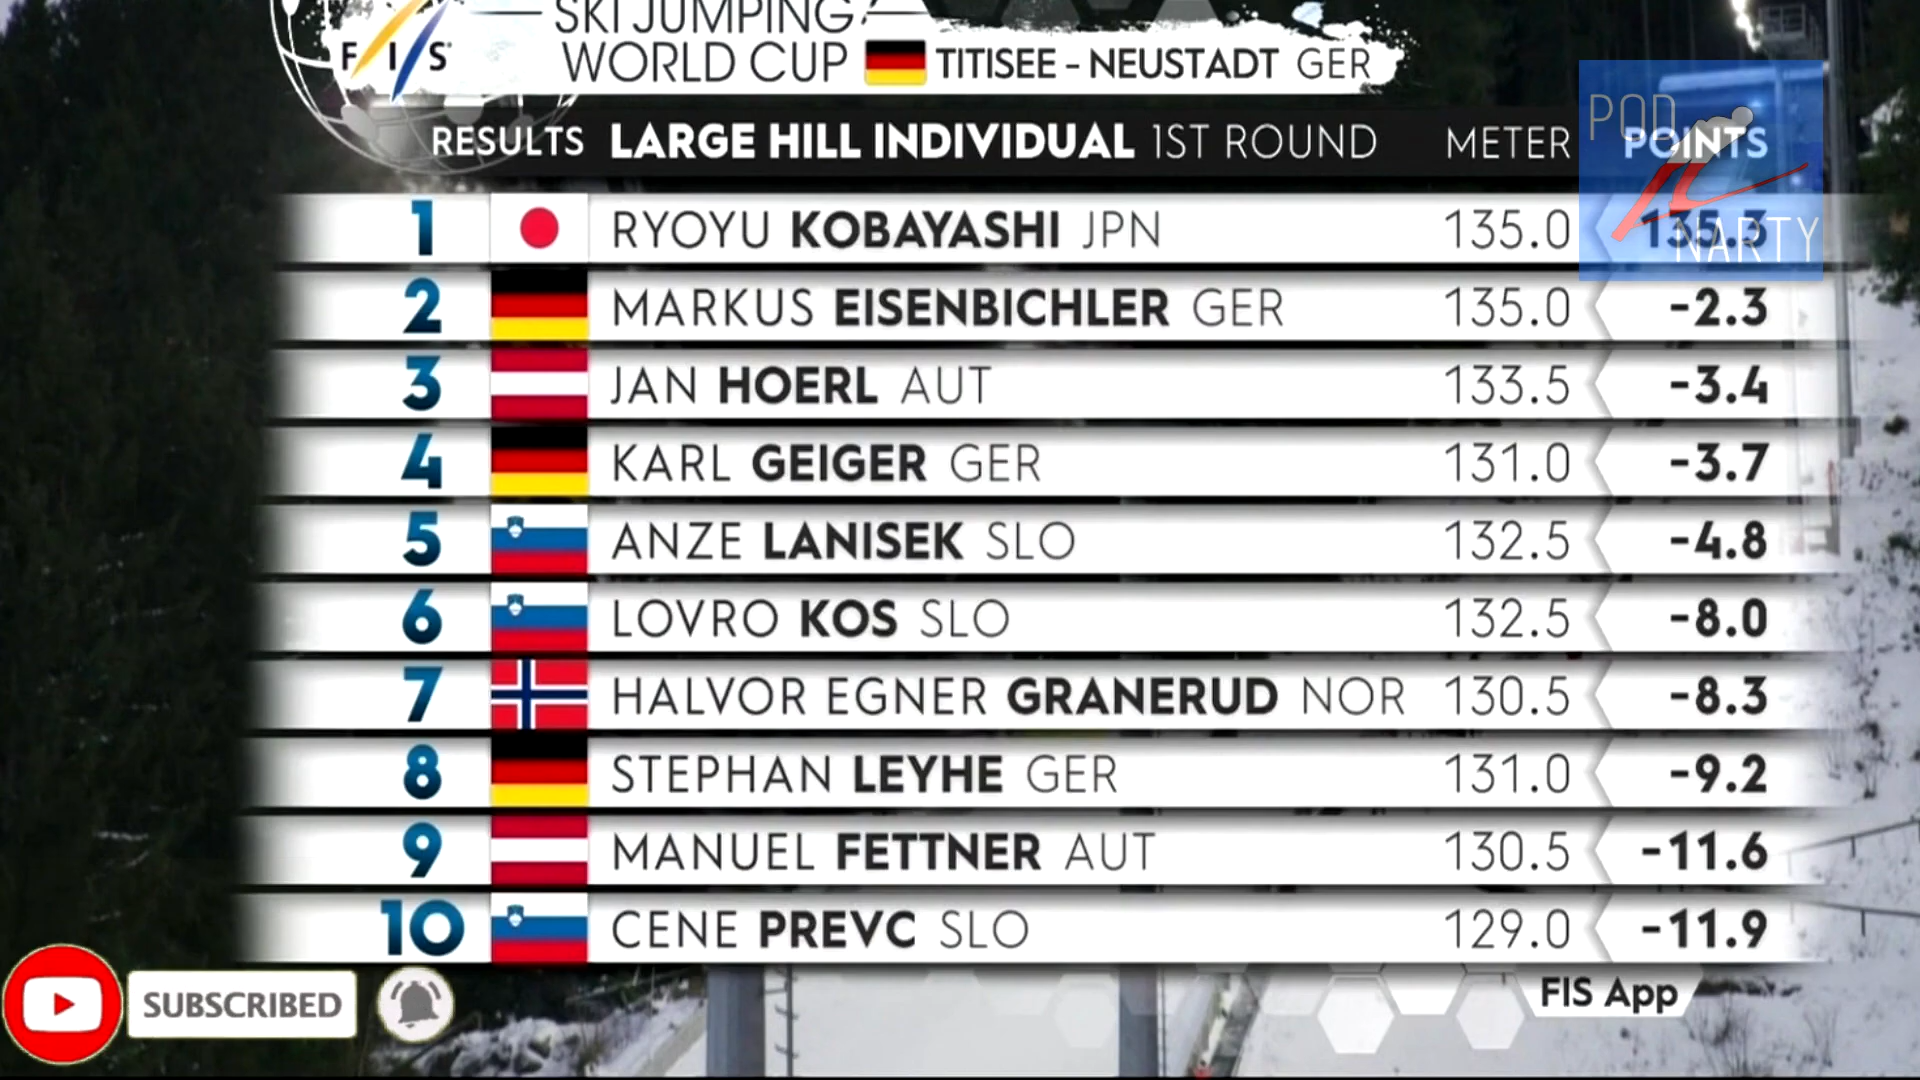 SKI JUMPING
FIS WORLD CUP TITISEE - NEUSTADT GER
RESULTS LARGE HILL INDIVIDUAL 1ST ROUND METER POINTS
POD
NARTY
1 RYOYU KOBAYASHI JPN 135.0 135.3
2 MARKUS EISENBICHLER GER 135.0 -2.3
3 JAN HOERL AUT 133.5 -3.4
4 KARL GEIGER GER 131.0 -3.7
5 ANZE LANISEK SLO 132.5 -4.8
6 LOVRO KOS SLO 132.5 -8.0
7 HALVOR EGNER GRANERUD NOR 130.5 -8.3
8 STEPHAN LEYHE GER 131.0 -9.2
9 MANUEL FETTNER AUT 130.5 -11.6
10 CENE PREVC SLO 129.0 -11.9
SUBSCRIBED
FIS App